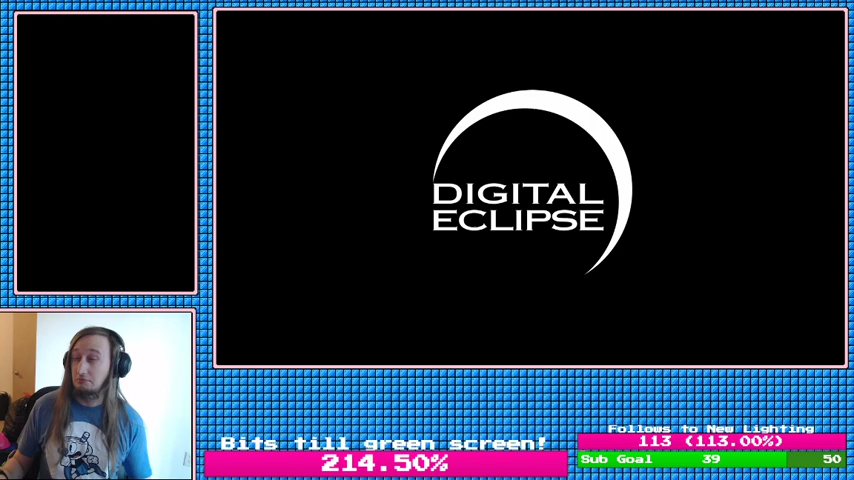 DIGITAL
ECLIPSE
Bits till green screen!
214.50%
Follows to New Lighting
113 (113.00%)
Sub Goal 39 50